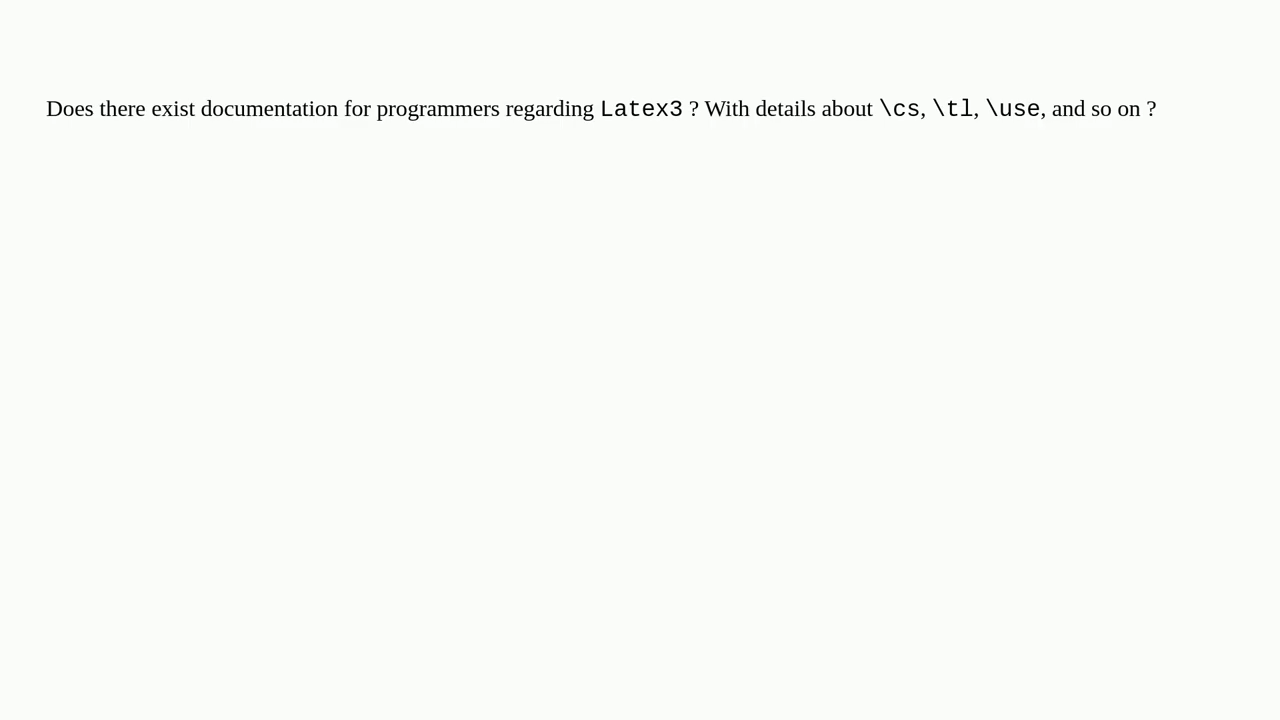 Does there exist documentation for programmers regarding Latex3 ? With details about \cs, \tl, \use, and so on ?